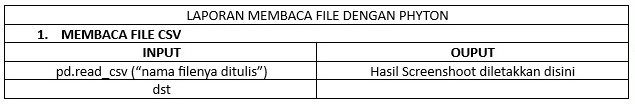 LAPORAN MEMBACA FILE DENGAN PHYTON
1. MEMBACA FILE CSV
INPUT OUPUT
pd.read_csv (“nama filenya ditulis”) Hasil Screenshoot diletakkan disini
dst